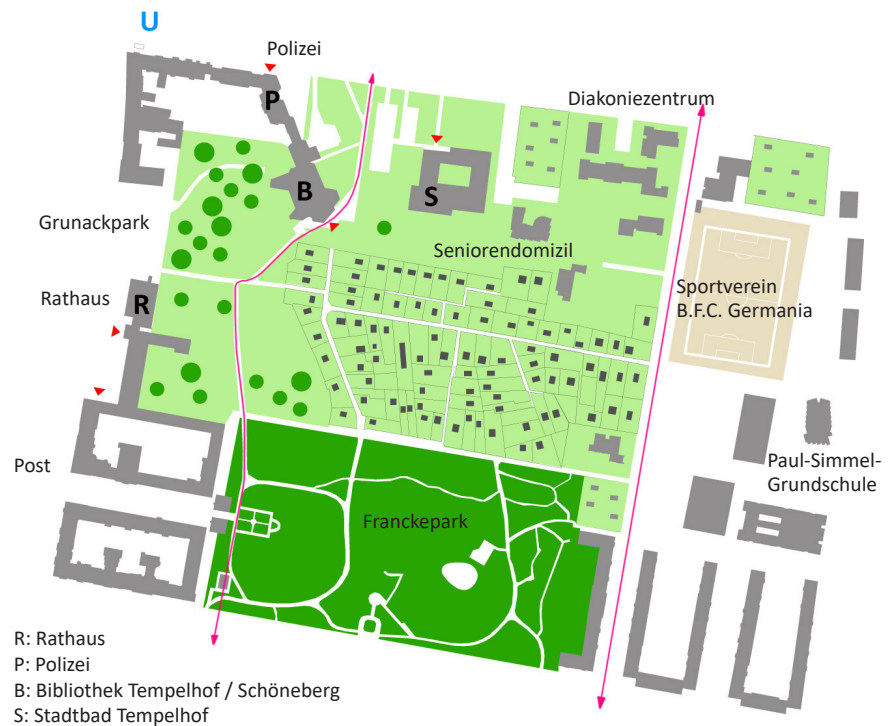 U
Polizei
P
Diakoniezentrum
B
S
Grunackpark
Seniorendomizil
Rathaus
R
Sportverein
B.F.C. Germania
Post
Paul-Simmel-
Grundschule
Franckepark
R: Rathaus
P: Polizei
B: Bibliothek Tempelhof / Schöneberg
S: Stadtbad Tempelhof